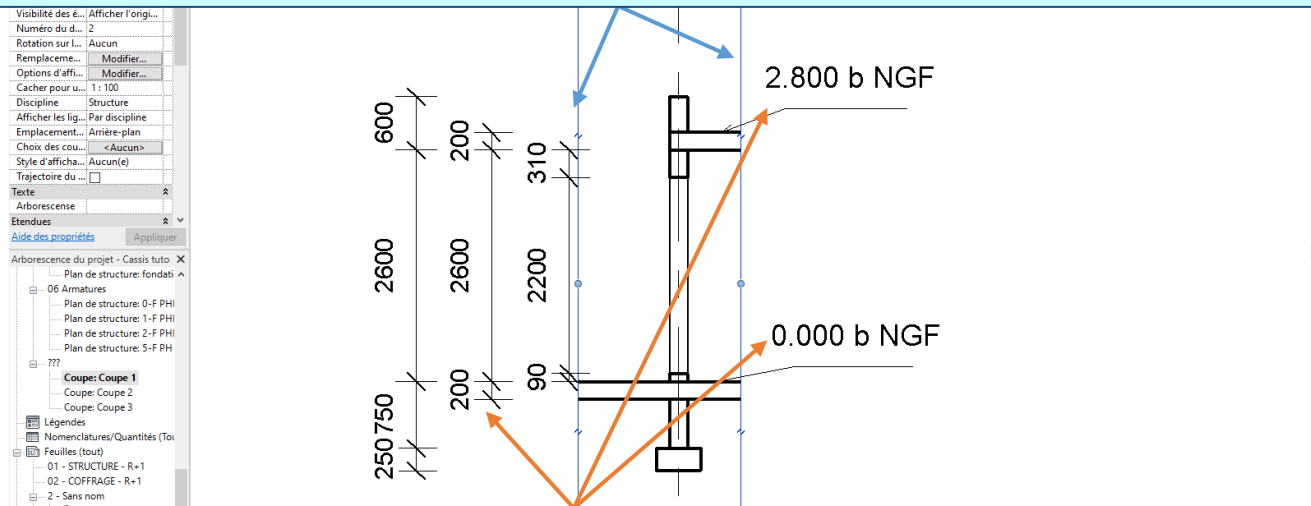 Visibilité des é... Afficher l'origi...
Numéro du d... 2
Rotation sur l... Aucun
Remplaceme... Modifier...
Options d'affi... Modifier...
Cacher pour u... 1 : 100
Discipline Structure
Afficher les lig... Par discipline
Emplacement... Arrière-plan
Choix des cou... <Aucun>
Style d'afficha... Aucun(e)
Trajectoire du ...
Texte
Arborescense
Etendues
Aide des propriétés Appliquer
Arborescence du projet - Cassis tuto
Plan de structure: fondati
06 Armatures
Plan de structure: 0-F PHI
Plan de structure: 1-F PHI
Plan de structure: 2-F PHI
Plan de structure: 5-F PH
???
Coupe: Coupe 1
Coupe: Coupe 2
Coupe: Coupe 3
Légendes
Nomenclatures/Quantités (Tou
Feuilles (tout)
01 - STRUCTURE - R+1
02 - COFFRAGE - R+1
2 - Sans nom
600
2600
750
250
200
2600
200
310
2200
90
2.800 b NGF
0.000 b NGF